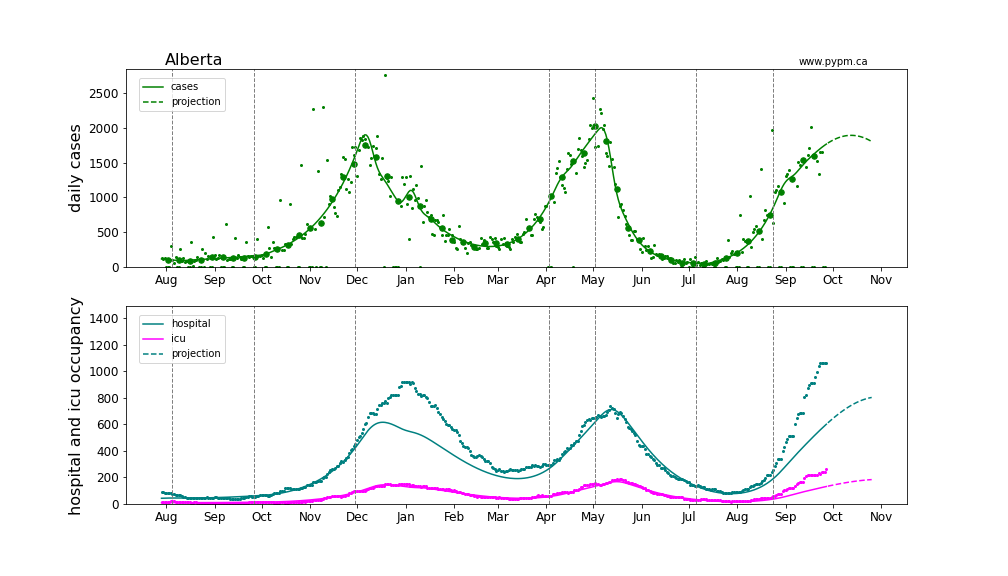 Alberta
www.pypm.ca
daily cases
2500
2000
1500
1000
500
0
cases
projection
Aug Sep Oct Nov Dec Jan Feb Mar Apr May Jun Jul Aug Sep Oct Nov
hospital and icu occupancy
1400
1200
1000
800
600
400
200
0
hospital
icu
projection
Aug Sep Oct Nov Dec Jan Feb Mar Apr May Jun Jul Aug Sep Oct Nov